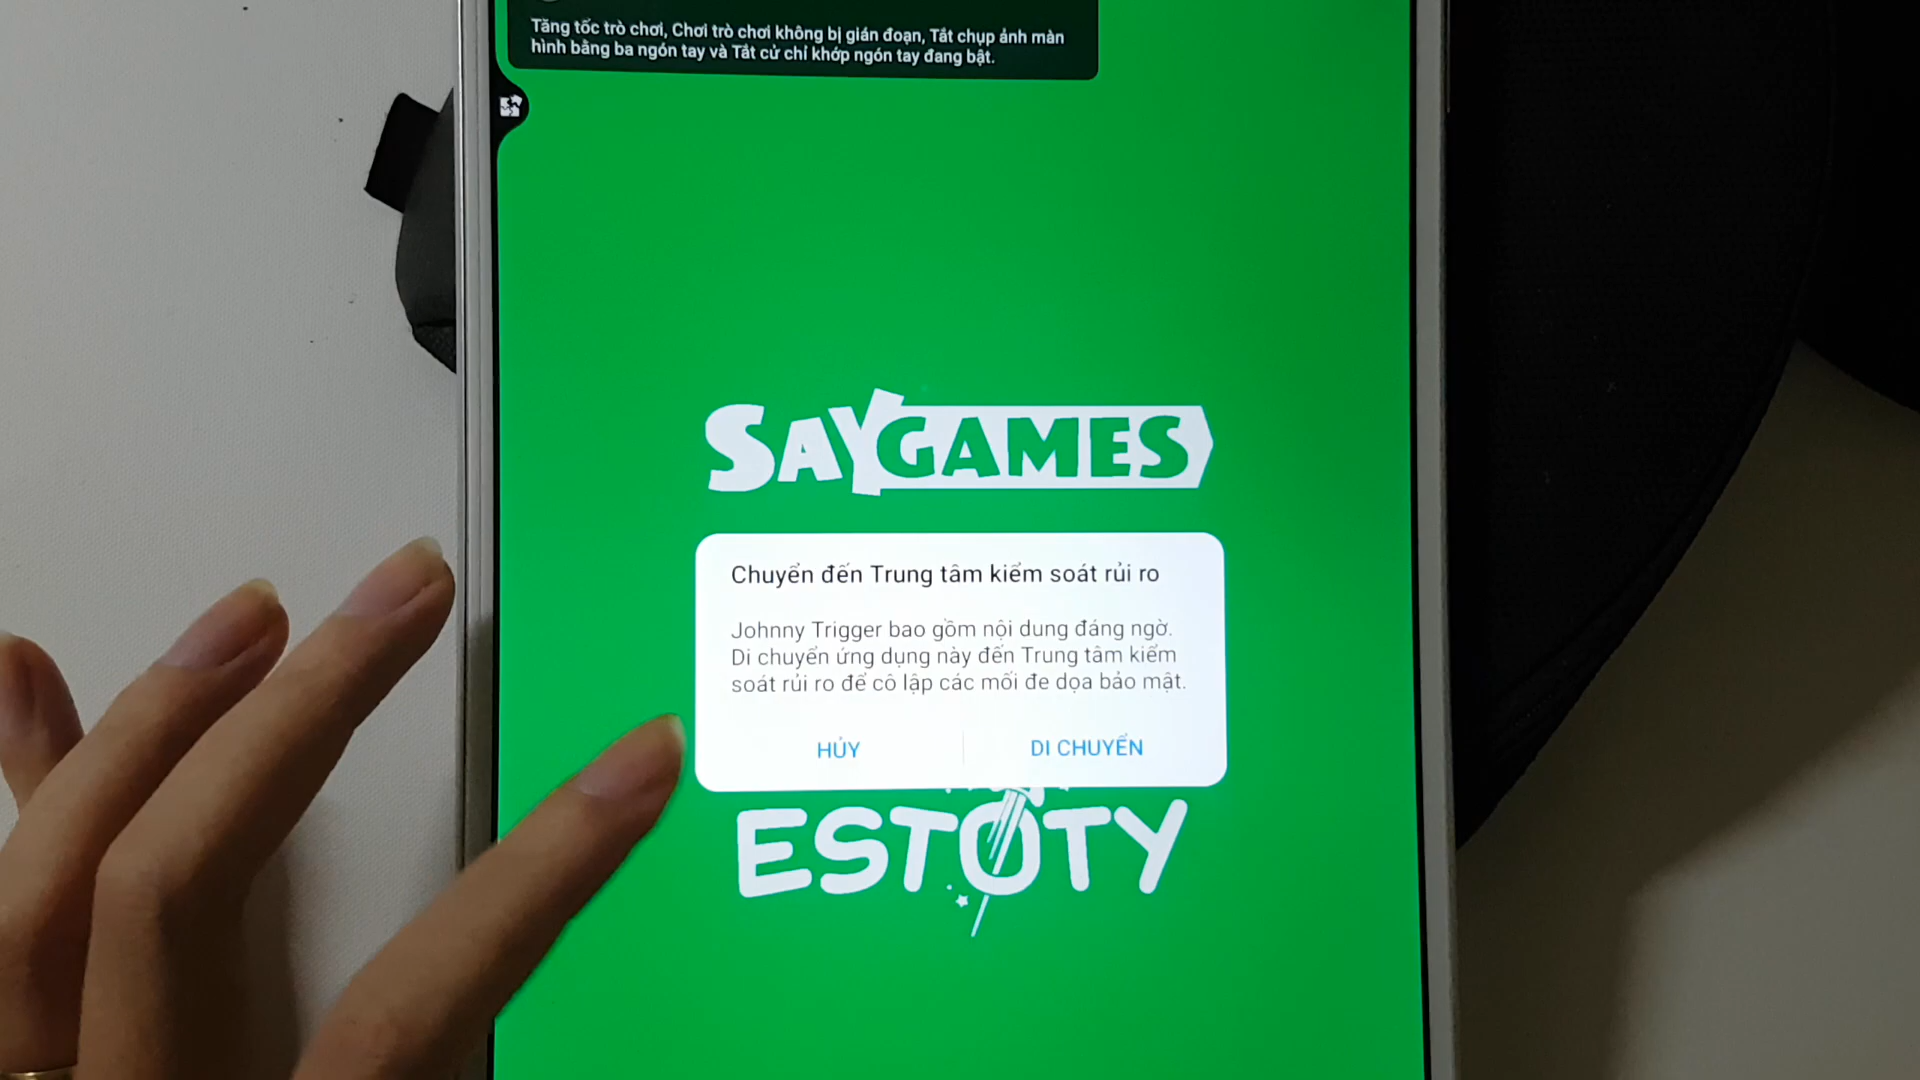 Tăng tốc trò chơi, Chơi trò chơi không bị gián đoạn, Tắt chụp ảnh màn
hình bằng ba ngón tay và Tắt cử chỉ khớp ngón tay đang bật.
SAYGAMES
Chuyển đến Trung tâm kiểm soát rủi ro
Johnny Trigger bao gồm nội dung đáng ngờ.
Di chuyển ứng dụng này đến Trung tâm kiểm
soát rủi ro để cô lập các mối đe dọa bảo mật.
HỦY
DI CHUYỂN
ESTOTY